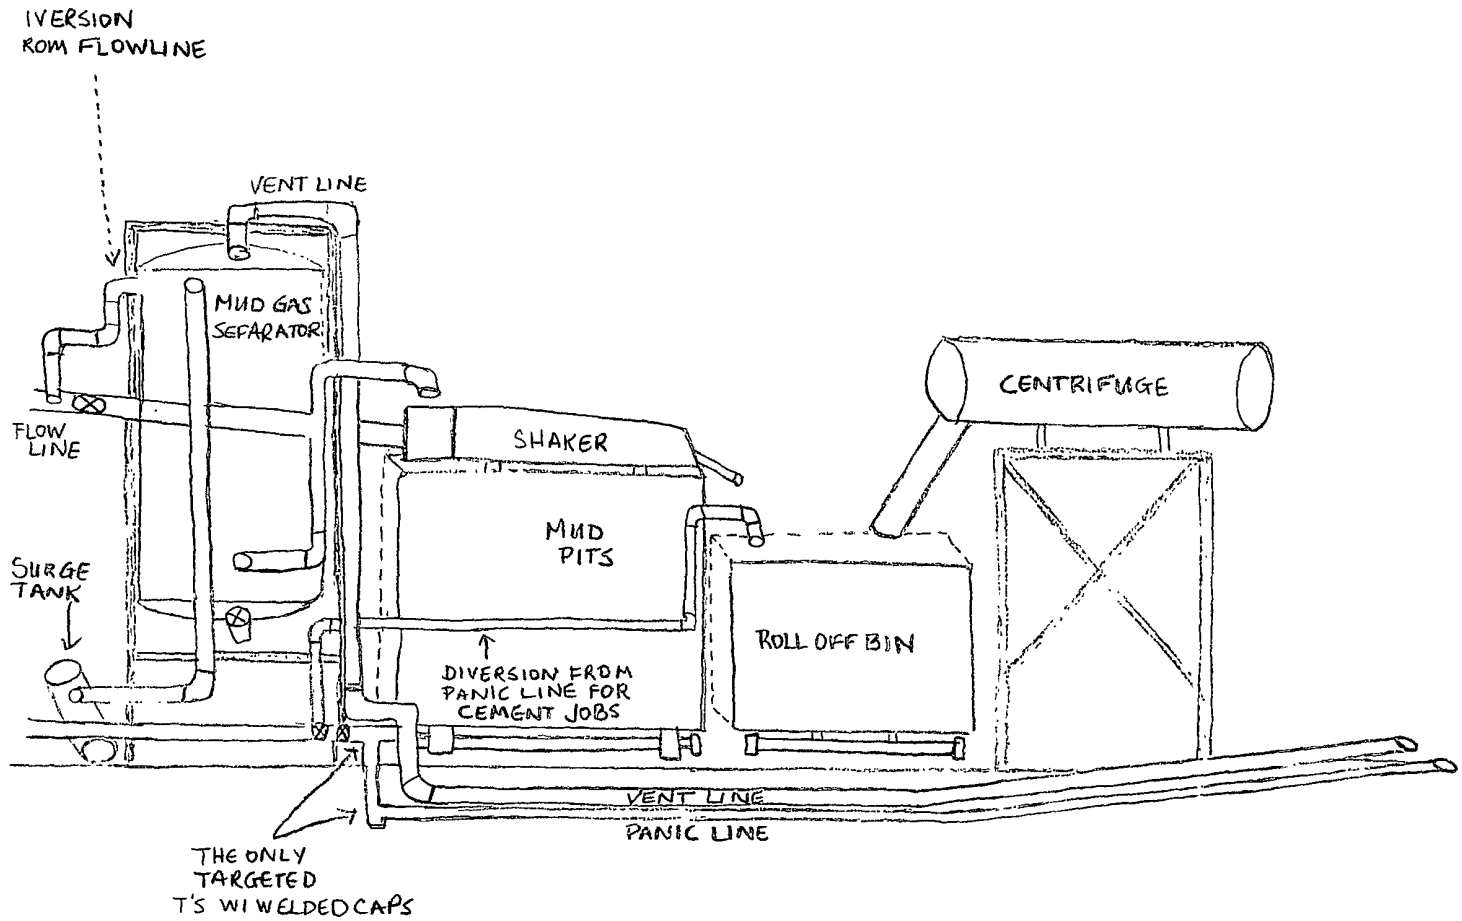 IVERSION
ROM FLOWLINE
VENT LINE
MUD GAS
SEFARATOR
FLOW
LINE
SHAKER
CENTRIFUGE
MUD
PITS
SURGE
TANK
ROLL OFF BIN
DIVERSION FROM
PANIC LINE FOR
CEMENT JOBS
VENT LINE
PANIC LINE
THE ONLY
TARGETED
T'S W/ WELDED CAPS